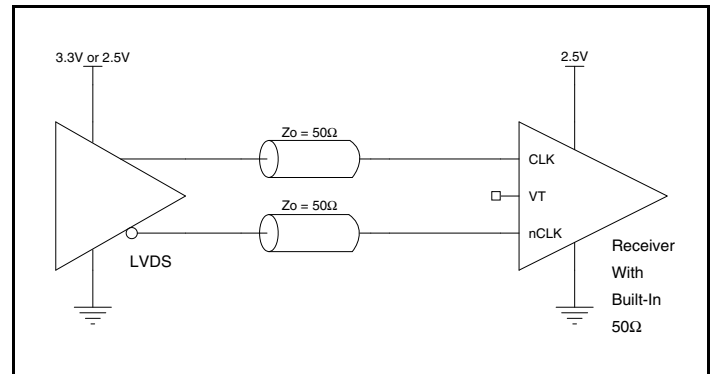 3.3V or 2.5V
2.5V
Zo = 50Ω
CLK
VT
Zo = 50Ω
nCLK
LVDS
Receiver
With
Built-In
50Ω